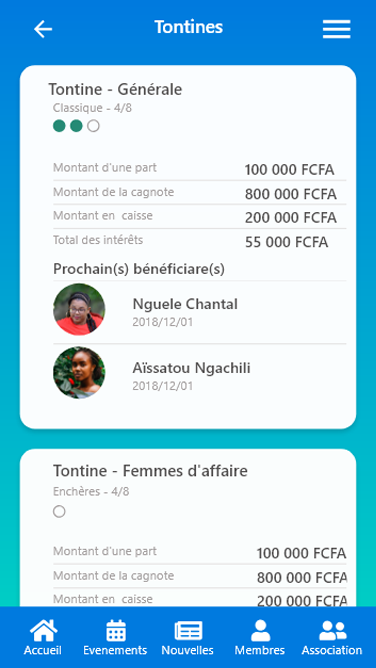 Tontines
Tontine - Générale
Classique - 4/8
Montant d'une part 100 000 FCFA
Montant de la cagnote 800 000 FCFA
Montant en caisse 200 000 FCFA
Total des intérêts 55 000 FCFA
Prochain(s) bénéficiare(s)
Nguele Chantal
2018/12/01
Aïssatou Ngachili
2018/12/01
Tontine - Femmes d'affaire
Enchères - 4/8
Montant d'une part 100 000 FCFA
Montant de la cagnote 800 000 FCFA
Montant en caisse 200 000 FCFA
Accueil Evenements Nouvelles Membres Association